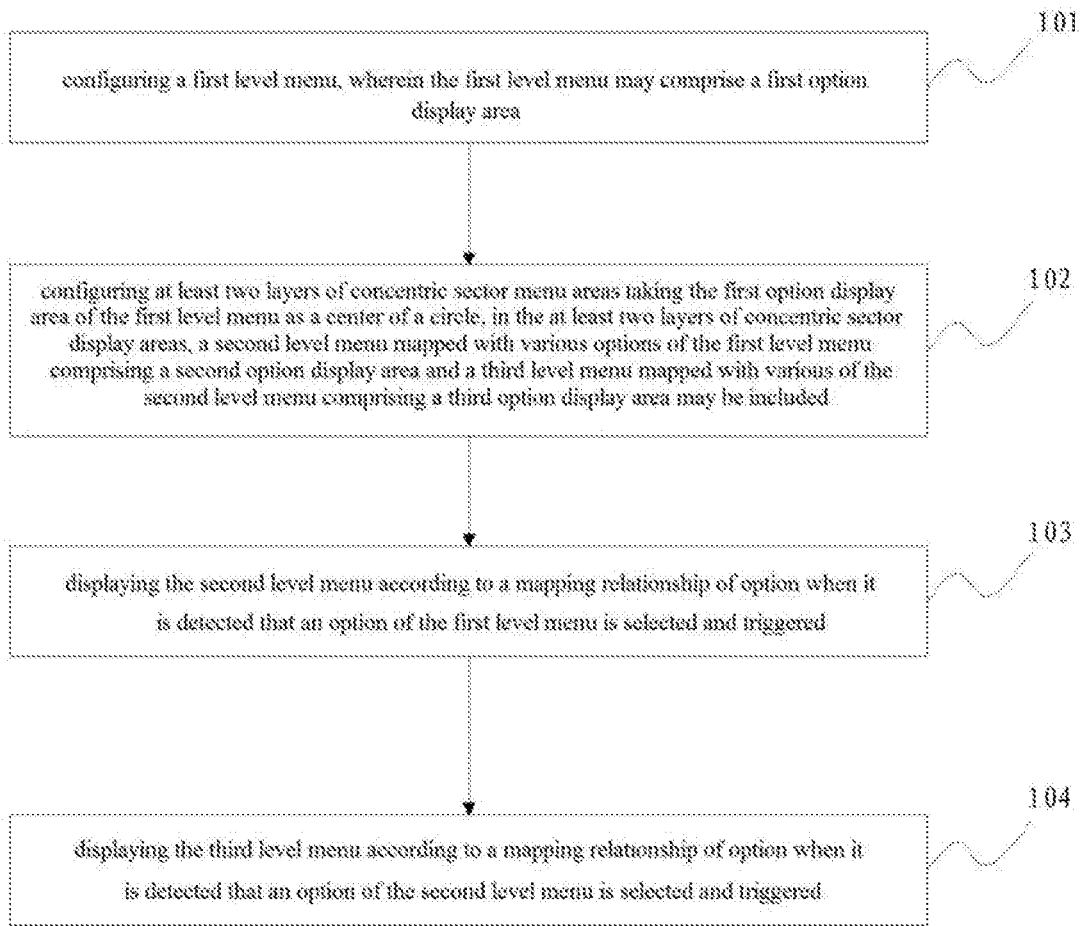 101
configuring a first level menu, wherein the first level menu may comprise a first option
display area
102
configuring at least two layers of concentric sector menu areas taking the first option display
area of the first level menu as a center of a circle, in the at least two layers of concentric sector
display areas, a second level menu mapped with various options of the first level menu
comprising a second option display area and a third level menu mapped with various of the
second level menu comprising a third option display area may be included
103
displaying the second level menu according to a mapping relationship of option when it
is detected that an option of the first level menu is selected and triggered
104
displaying the third level menu according to a mapping relationship of option when it
is detected that an option of the second level menu is selected and triggered